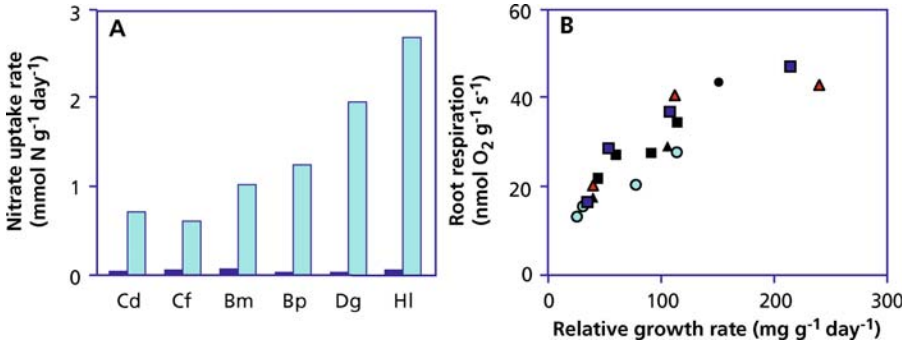 A
Nitrate uptake rate
(mmol N g⁻¹ day⁻¹)
3
2
1
0
Cd Cf Bm Bp Dg Hl
B
Root respiration
(nmol O₂ g⁻¹ s⁻¹)
60
40
20
0
0 100 200 300
Relative growth rate (mg g⁻¹ day⁻¹)